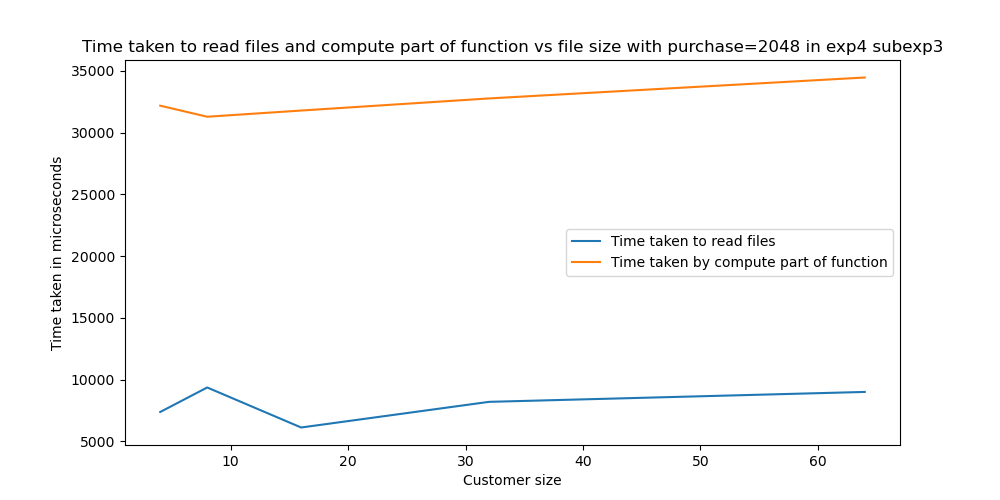 Time taken to read files and compute part of function vs file size with purchase=2048 in exp4 subexp3
35000
30000
25000
20000
15000
10000
5000
Time taken in microseconds
Time taken to read files
Time taken by compute part of function
10 20 30 40 50 60
Customer size